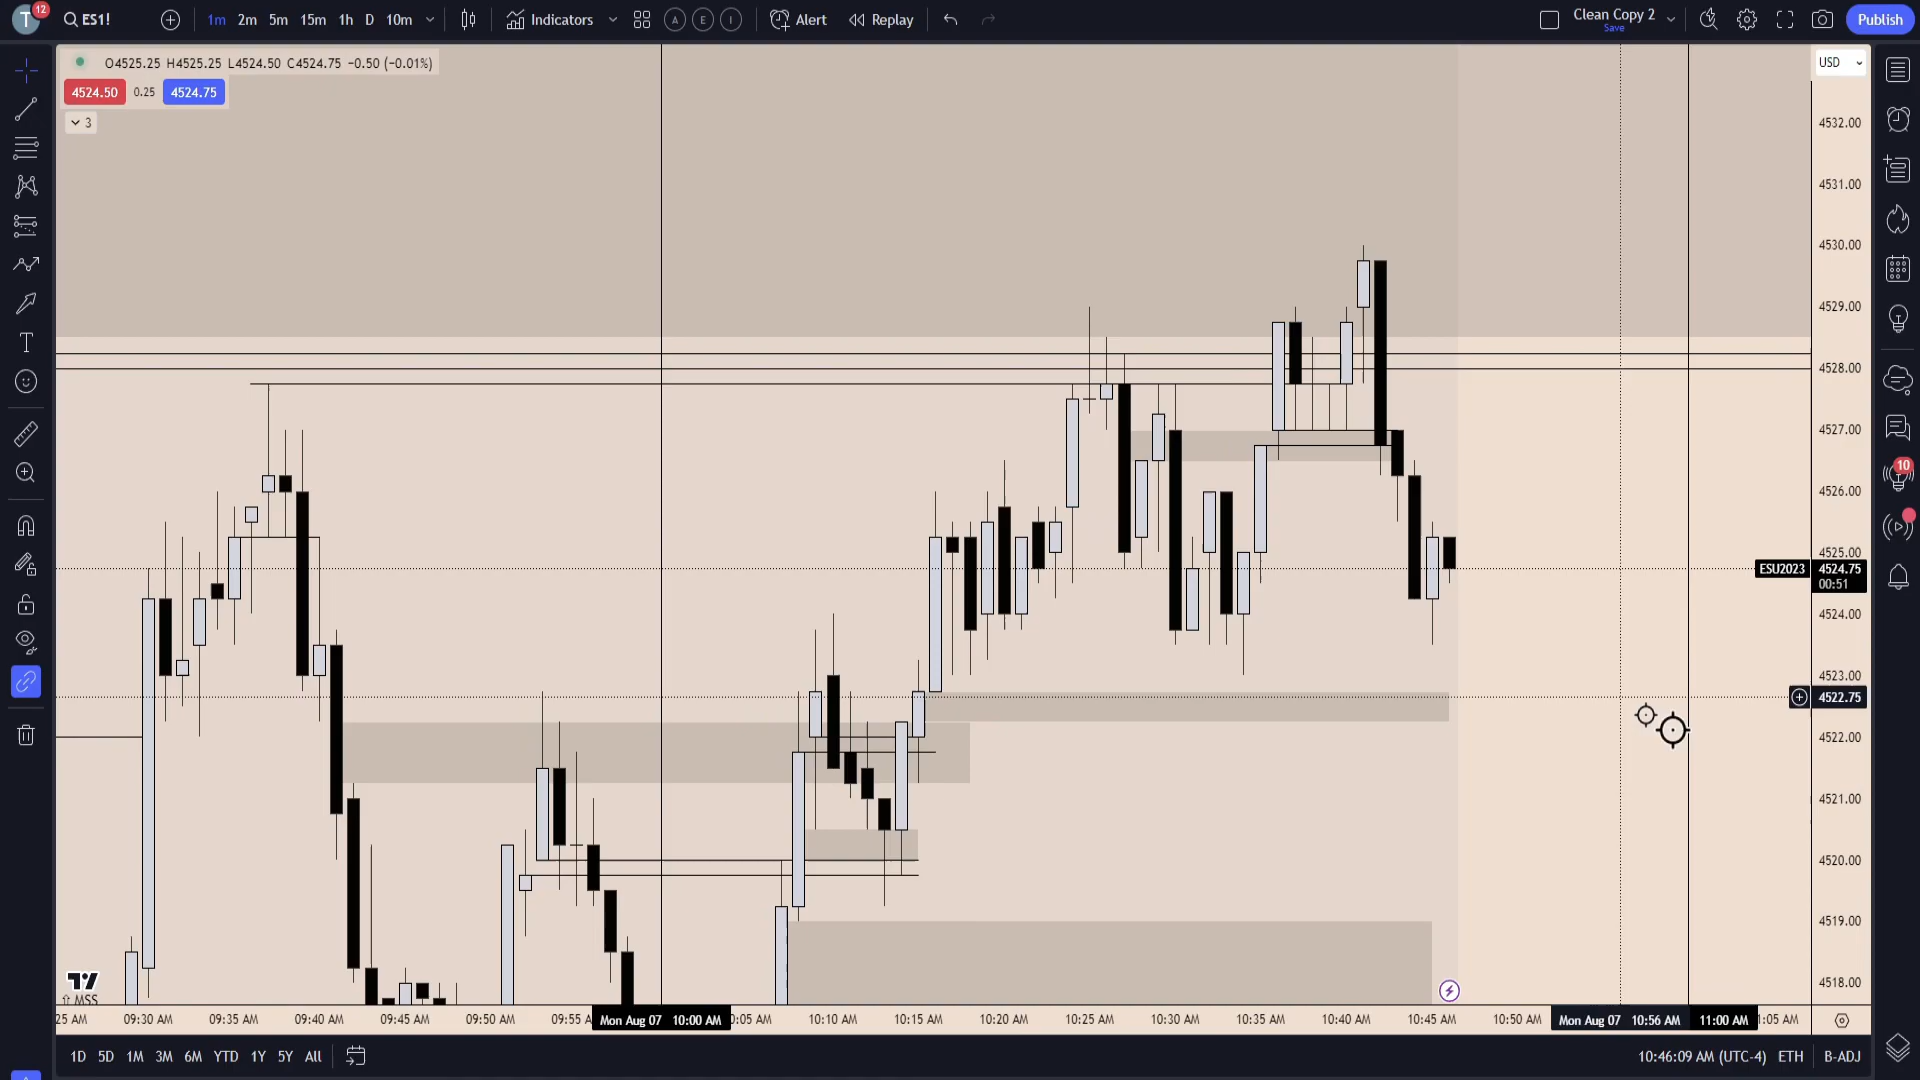 T 12 ES1! 1m 2m 5m 15m 1h D 10m Indicators A E I Alert Replay Clean Copy 2 Save Publish
O4525.25 H4525.25 L4524.50 C4524.75 −0.50 (−0.01%)
USD
4524.50 0.25 4524.75
3
4532.00
4531.00
4530.00
4529.00
4528.00
4527.00
10
4526.00
4525.00
ESU2023 4524.75
00:51
4524.00
4523.00
4522.75
4522.00
4521.00
4520.00
4519.00
4518.00
MSS
25 AM 09:30 AM 09:35 AM 09:40 AM 09:45 AM 09:50 AM 09:55 A Mon Aug 07 10:00 AM 0:05 AM 10:10 AM 10:15 AM 10:20 AM 10:25 AM 10:30 AM 10:35 AM 10:40 AM 10:45 AM 10:50 AM Mon Aug 07 10:56 AM 11:00 AM 1:05 AM
1D 5D 1M 3M 6M YTD 1Y 5Y All 10:46:09 AM (UTC-4) ETH B-ADJ